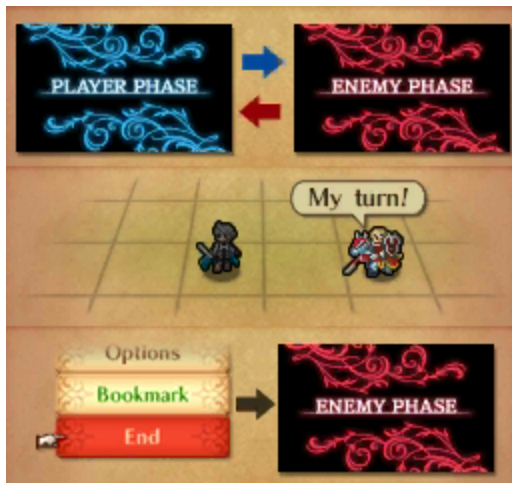 PLAYER PHASE
ENEMY PHASE
My turn!
Options
Bookmark
End
ENEMY PHASE